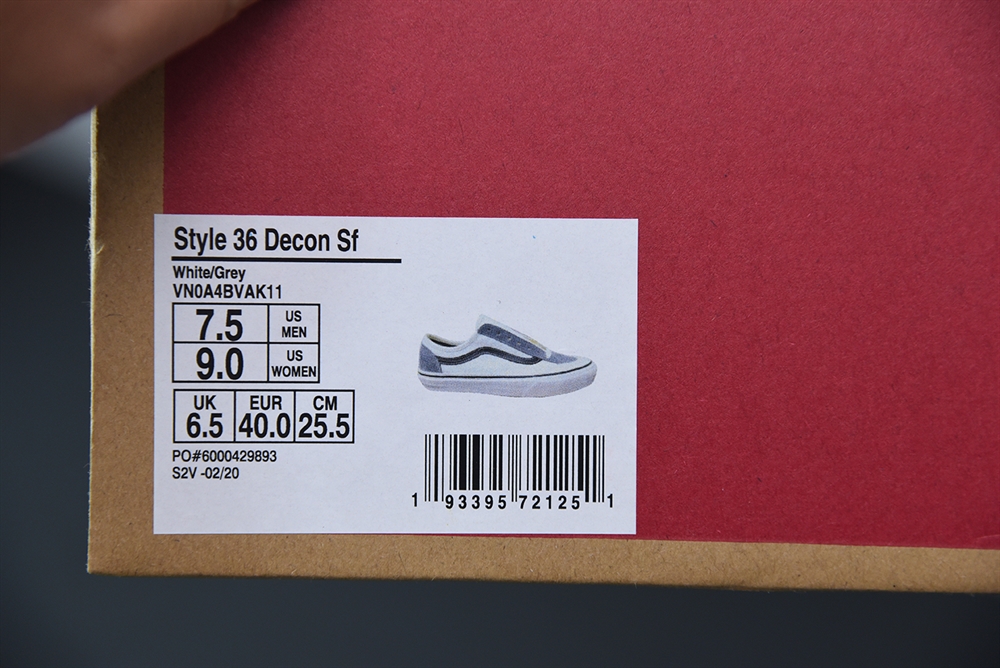 Style 36 Decon Sf
White/Grey
VN0A4BVAK11
7.5 US MEN
9.0 US WOMEN
UK EUR CM
6.5 40.0 25.5
PO#6000429893
S2V -02/20
1 93395 72125 1